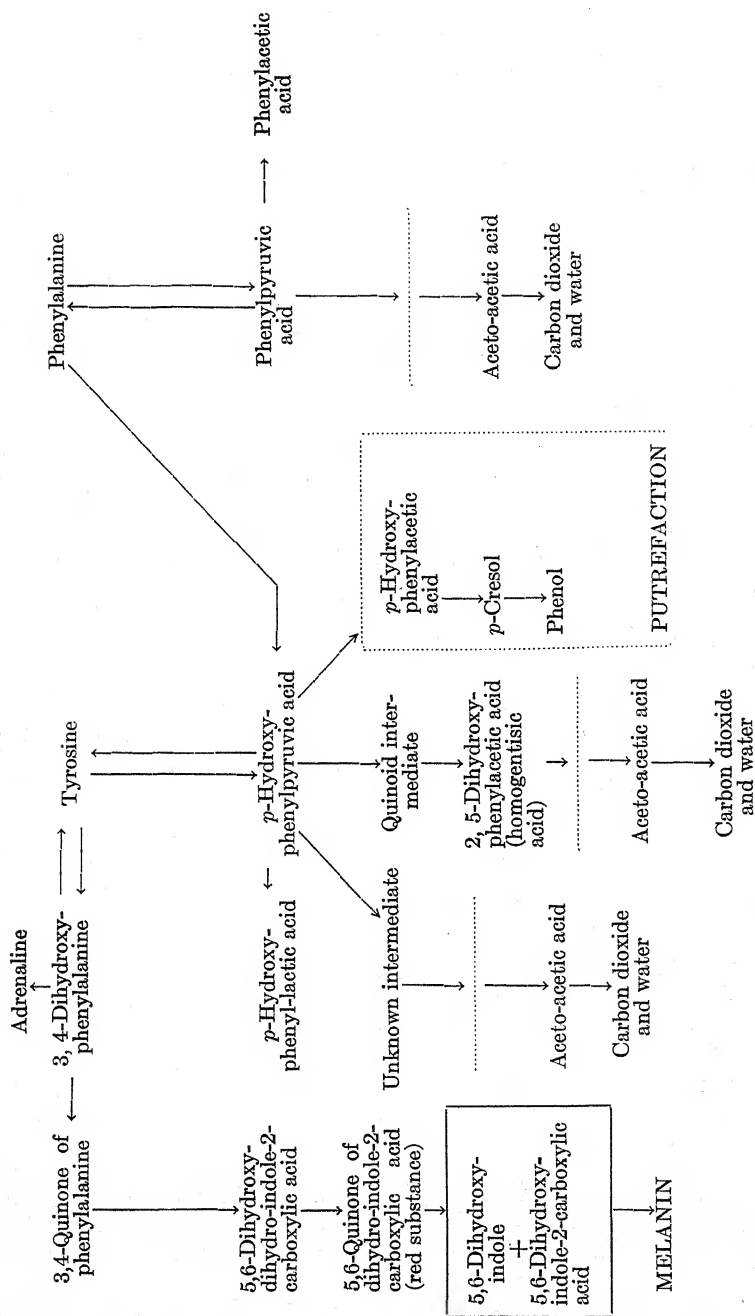 Adrenaline
3,4-Quinone of
phenylalanine
3, 4-Dihydroxy-
phenylalanine
Tyrosine
Phenylalanine
5,6-Dihydroxy-
dihydro-indole-2-
carboxylic acid
p-Hydroxy-
phenyl-lactic acid
p-Hydroxy-
phenylpyruvic acid
Phenylpyruvic
acid
Phenylacetic
acid
5,6-Quinone of
dihydro-indole-2-
carboxylic acid
(red substance)
Unknown intermediate
Quinoid inter-
mediate
p-Hydroxy-
phenylacetic
acid
p-Cresol
Phenol
PUTREFACTION
5,6-Dihydroxy-
indole
+
5,6-Dihydroxy-
indole-2-carboxylic
acid
MELANIN
2, 5-Dihydroxy-
phenylacetic acid
(homogentisic
acid)
Aceto-acetic acid
Carbon dioxide
and water
Aceto-acetic acid
Carbon dioxide
and water
Aceto-acetic acid
Carbon dioxide
and water